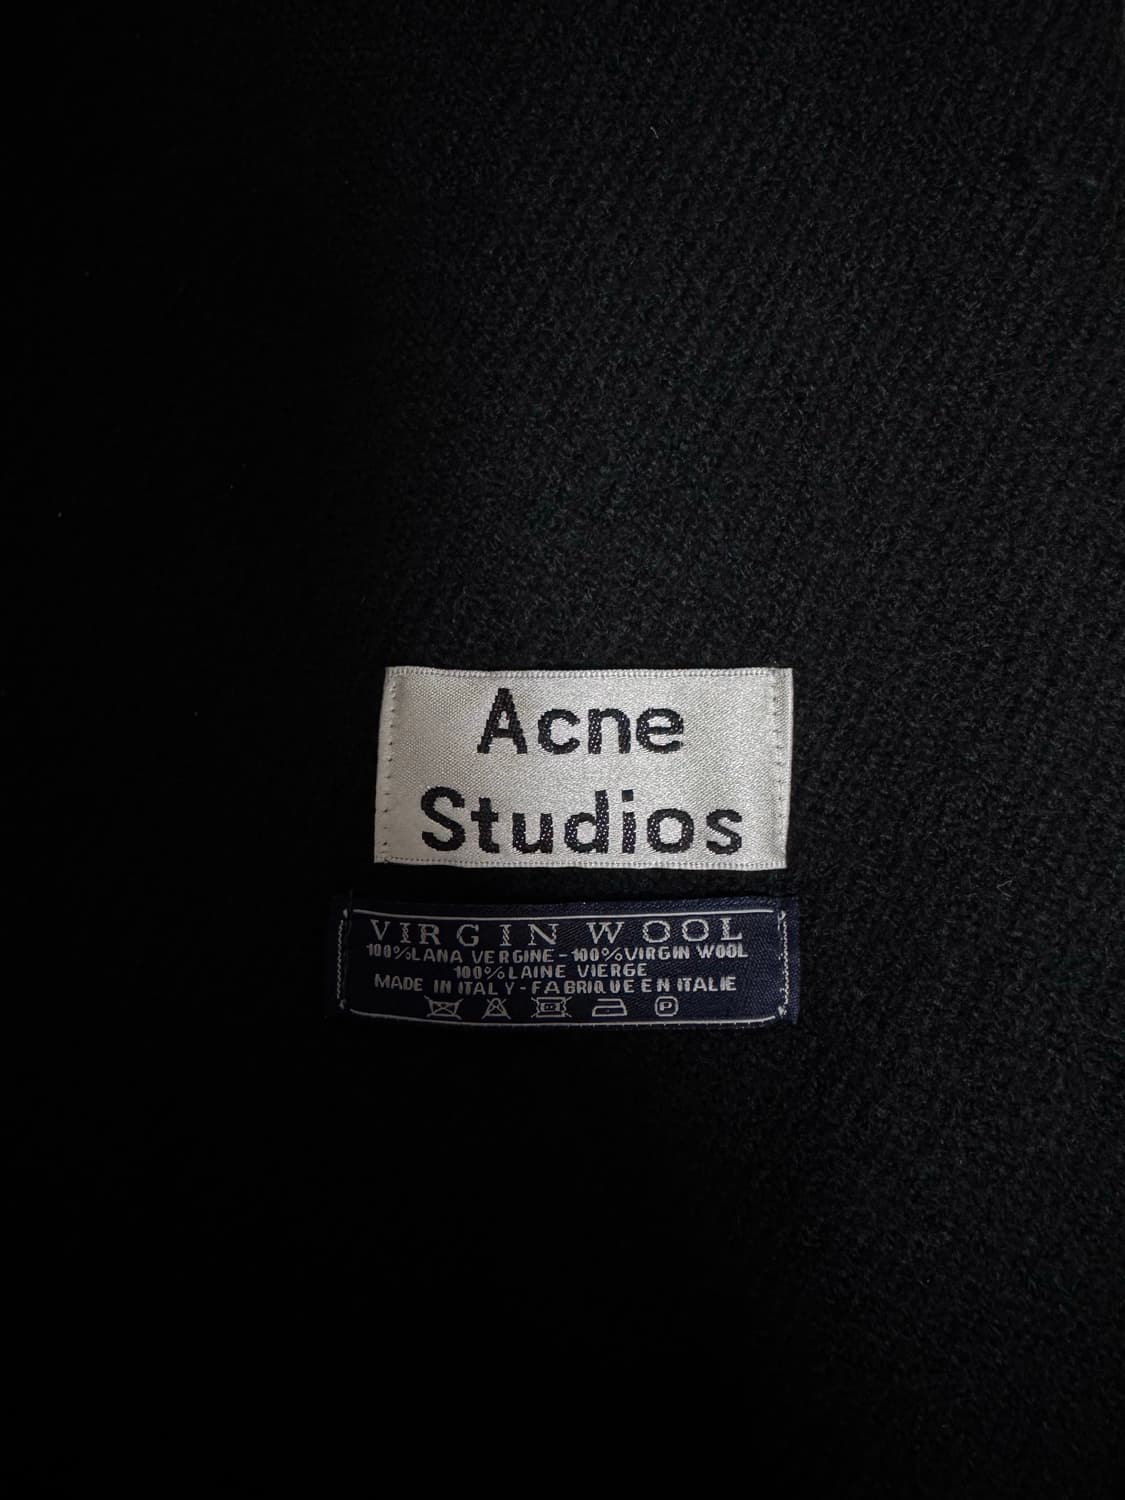 Acne
Studios
VIRGIN WOOL
100%LANA VERGINE-100%VIRGIN WOOL
100%LAINE VIERGE
MADE IN ITALY-FABRIQUE EN ITALIE
P